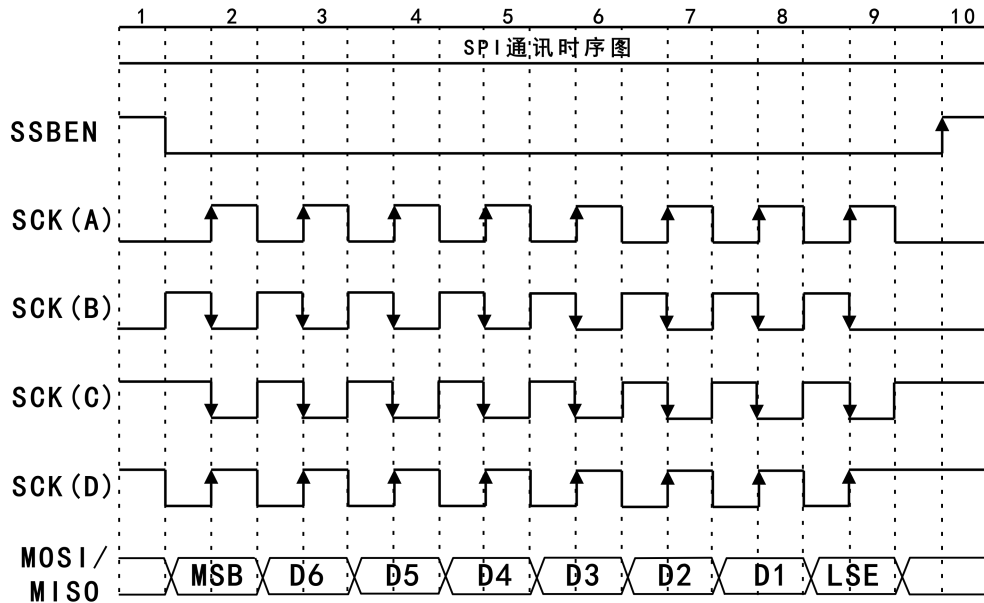 1 2 3 4 5 6 7 8 9 10
SPI通讯时序图
SSBEN
SCK(A)
SCK(B)
SCK(C)
SCK(D)
MOSI/
MISO
MSB D6 D5 D4 D3 D2 D1 LSE